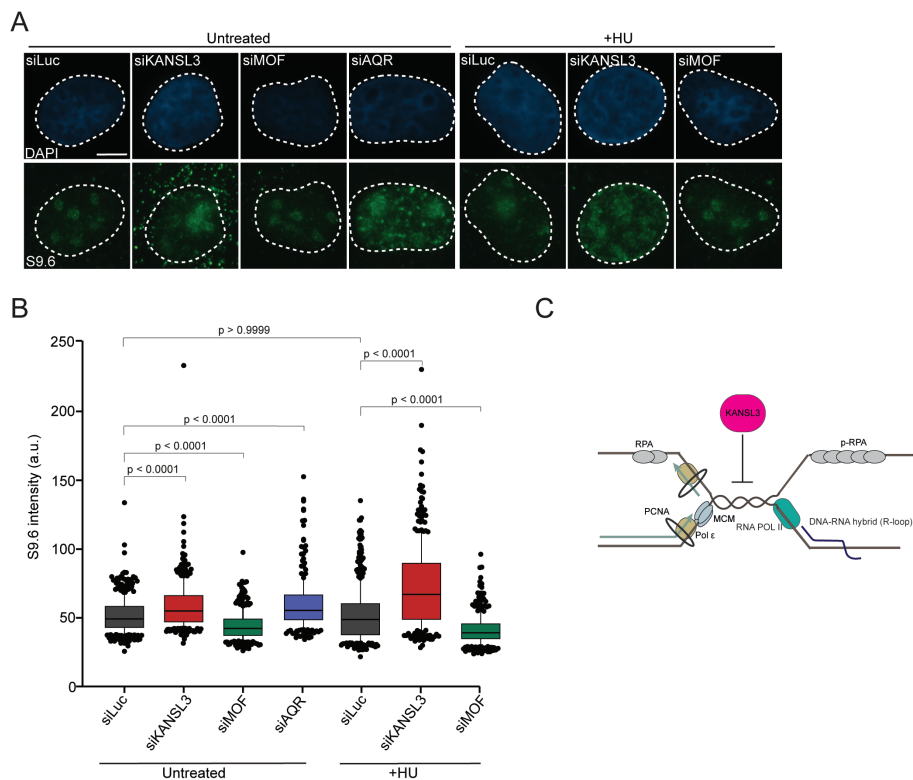 A
Untreated
+HU
siLuc
siKANSL3
siMOF
siAQR
siLuc
siKANSL3
siMOF
DAPI
S9.6
B
S9.6 intensity (a.u.)
250
200
150
100
50
0
p > 0.9999
p < 0.0001
p < 0.0001
p < 0.0001
p < 0.0001
p < 0.0001
siLuc
siKANSL3
siMOF
siAQR
siLuc
siKANSL3
siMOF
Untreated
+HU
C
KANSL3
RPA
p-RPA
PCNA
MCM
Pol ε
RNA POL II
DNA-RNA hybrid (R-loop)